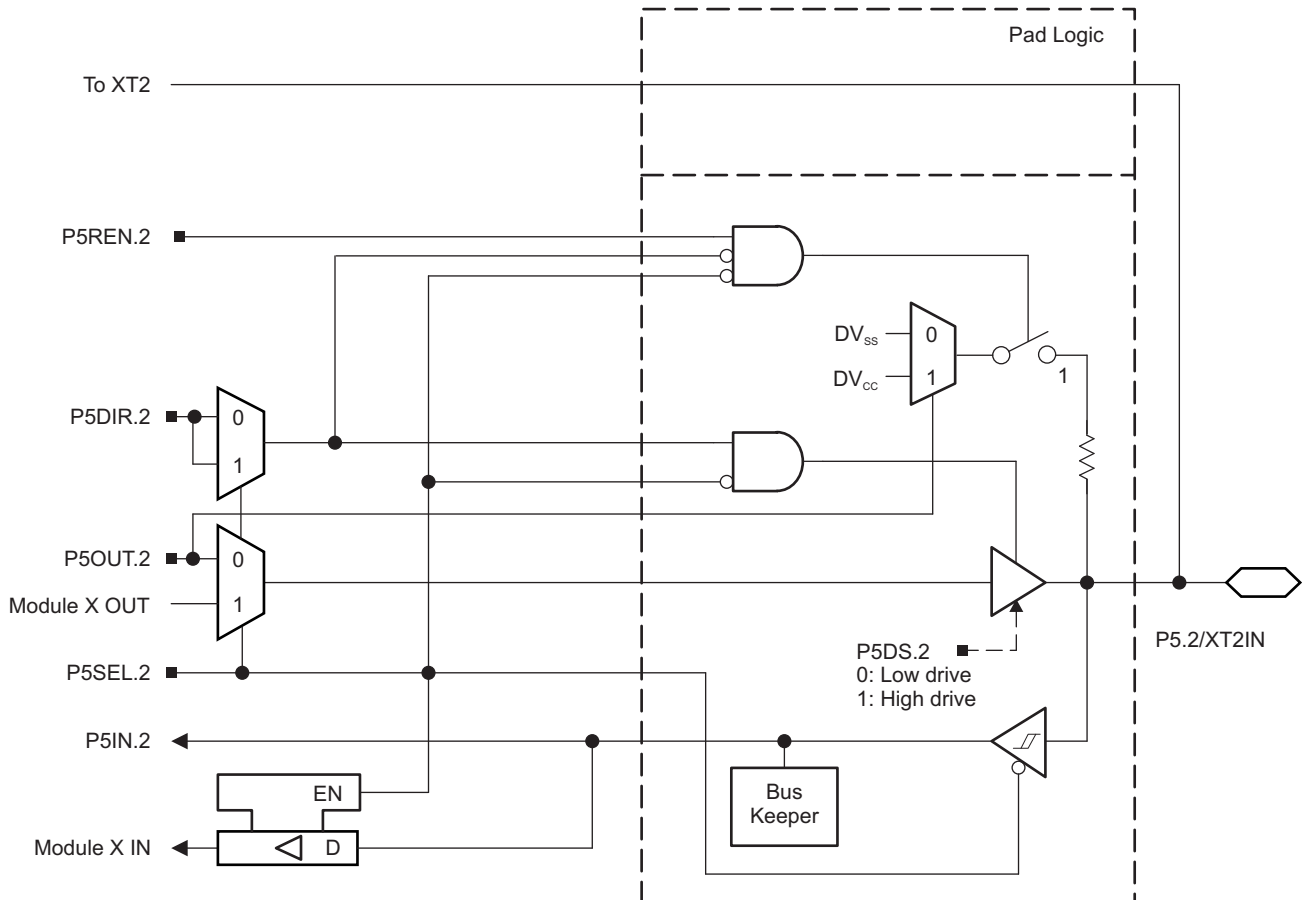 Pad Logic
To XT2
P5REN.2
DVSS
0
DVCC
1
1
P5DIR.2
0
1
P5OUT.2
0
Module X OUT
1
P5DS.2
0: Low drive
1: High drive
P5.2/XT2IN
P5SEL.2
P5IN.2
Bus
Keeper
EN
Module X IN
D